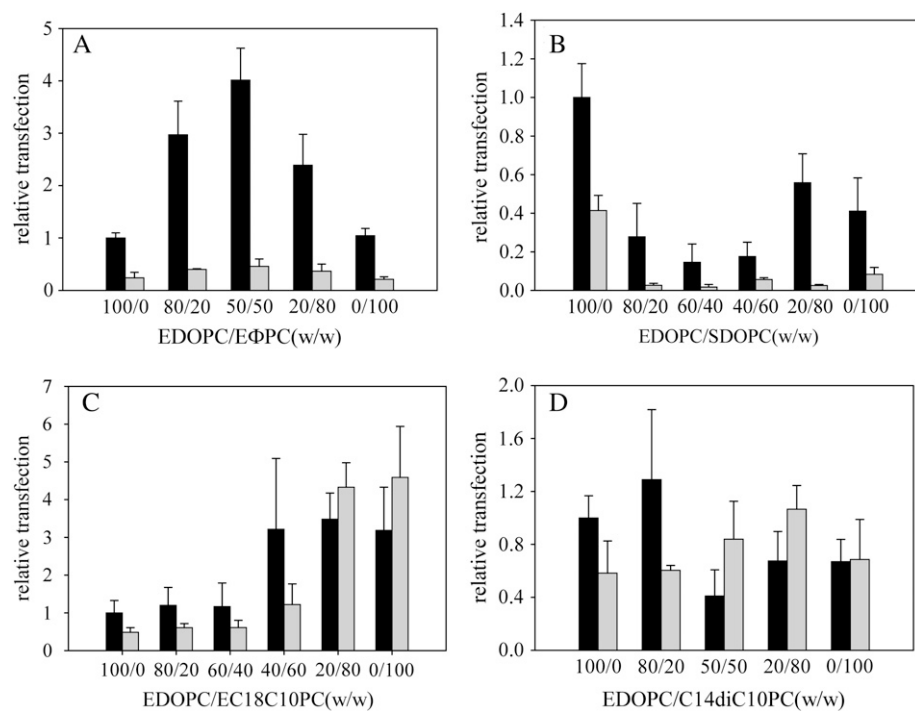 A
relative transfection
5
4
3
2
1
0
100/0 80/20 50/50 20/80 0/100
EDOPC/EΦPC(w/w)
B
relative transfection
1.4
1.2
1.0
0.8
0.6
0.4
0.2
0.0
100/0 80/20 60/40 40/60 20/80 0/100
EDOPC/SDOPC(w/w)
C
relative transfection
7
6
5
4
3
2
1
0
100/0 80/20 60/40 40/60 20/80 0/100
EDOPC/EC18C10PC(w/w)
D
relative transfection
2.0
1.6
1.2
0.8
0.4
0.0
100/0 80/20 50/50 20/80 0/100
EDOPC/C14diC10PC(w/w)